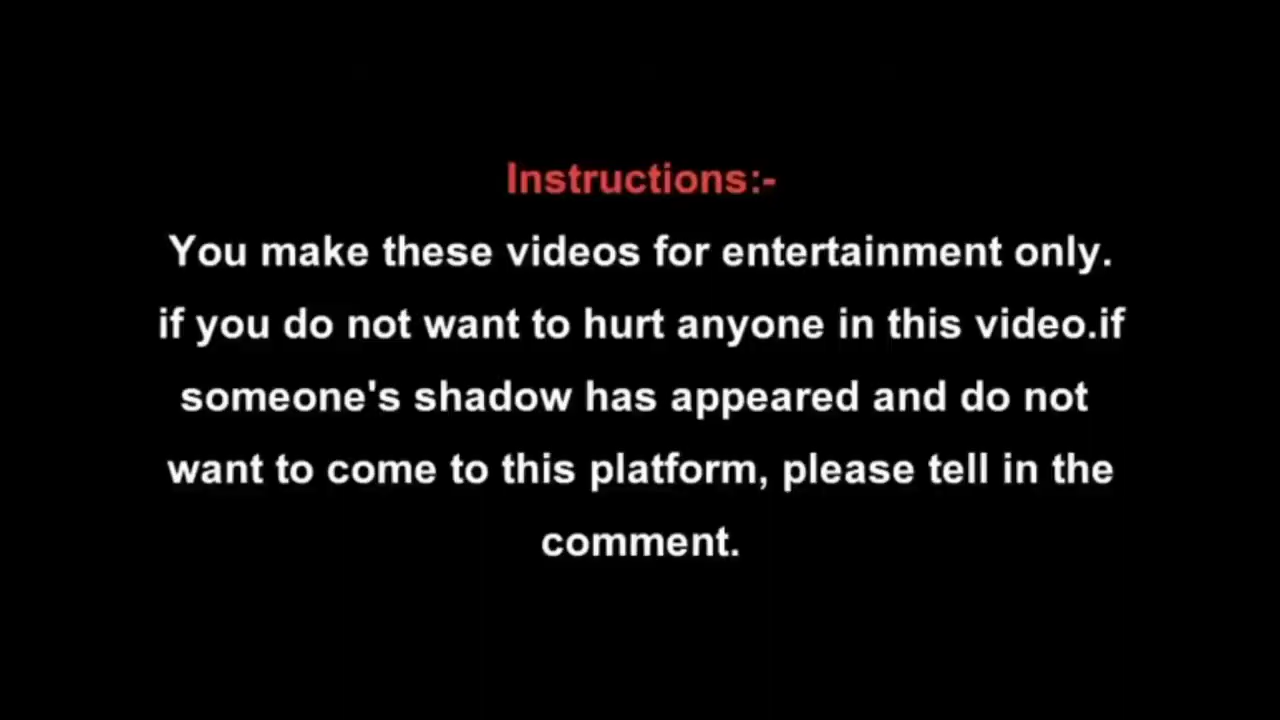 Instructions:-
You make these videos for entertainment only.
if you do not want to hurt anyone in this video.if
someone's shadow has appeared and do not
want to come to this platform, please tell in the
comment.